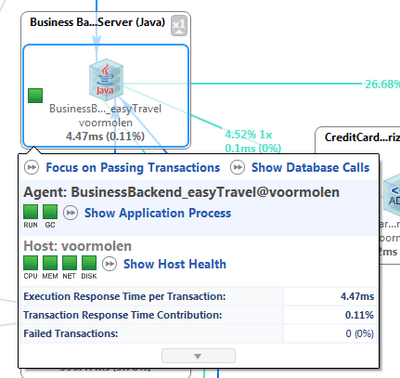 Business Ba...Server (Java)
x1
Java
BusinessB..._easyTravel
voormolen
4.47ms (0.11%)
26.68%
4.52% 1x
0.1ms (0%)
CreditCard...riz
Focus on Passing Transactions
Show Database Calls
Agent: BusinessBackend_easyTravel@voormolen
RUN GC
Show Application Process
Host: voormolen
CPU MEM NET DISK
Show Host Health
Execution Response Time per Transaction: 4.47ms
Transaction Response Time Contribution: 0.11%
Failed Transactions: 0 (0%)